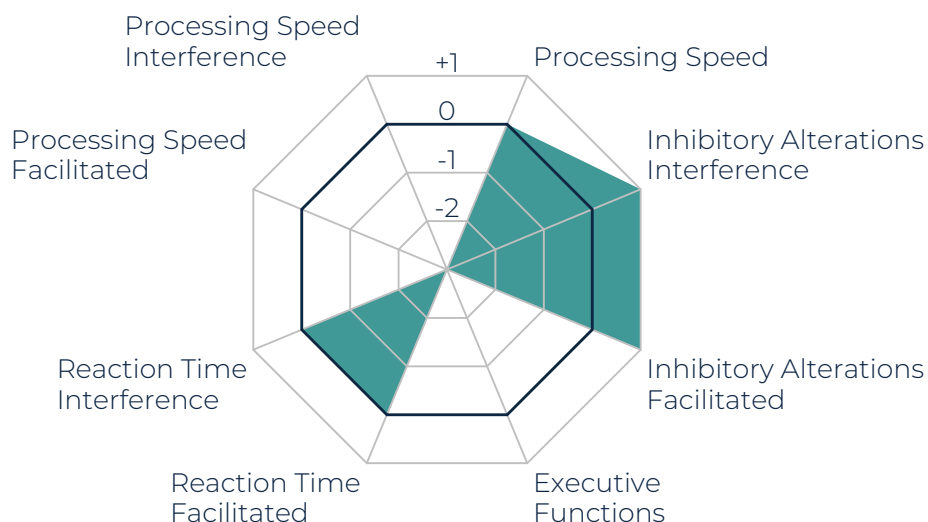 Processing Speed
Interference
+1
Processing Speed
0
Processing Speed
Facilitated
Inhibitory Alterations
Interference
-1
-2
Reaction Time
Interference
Inhibitory Alterations
Facilitated
Reaction Time
Facilitated
Executive
Functions